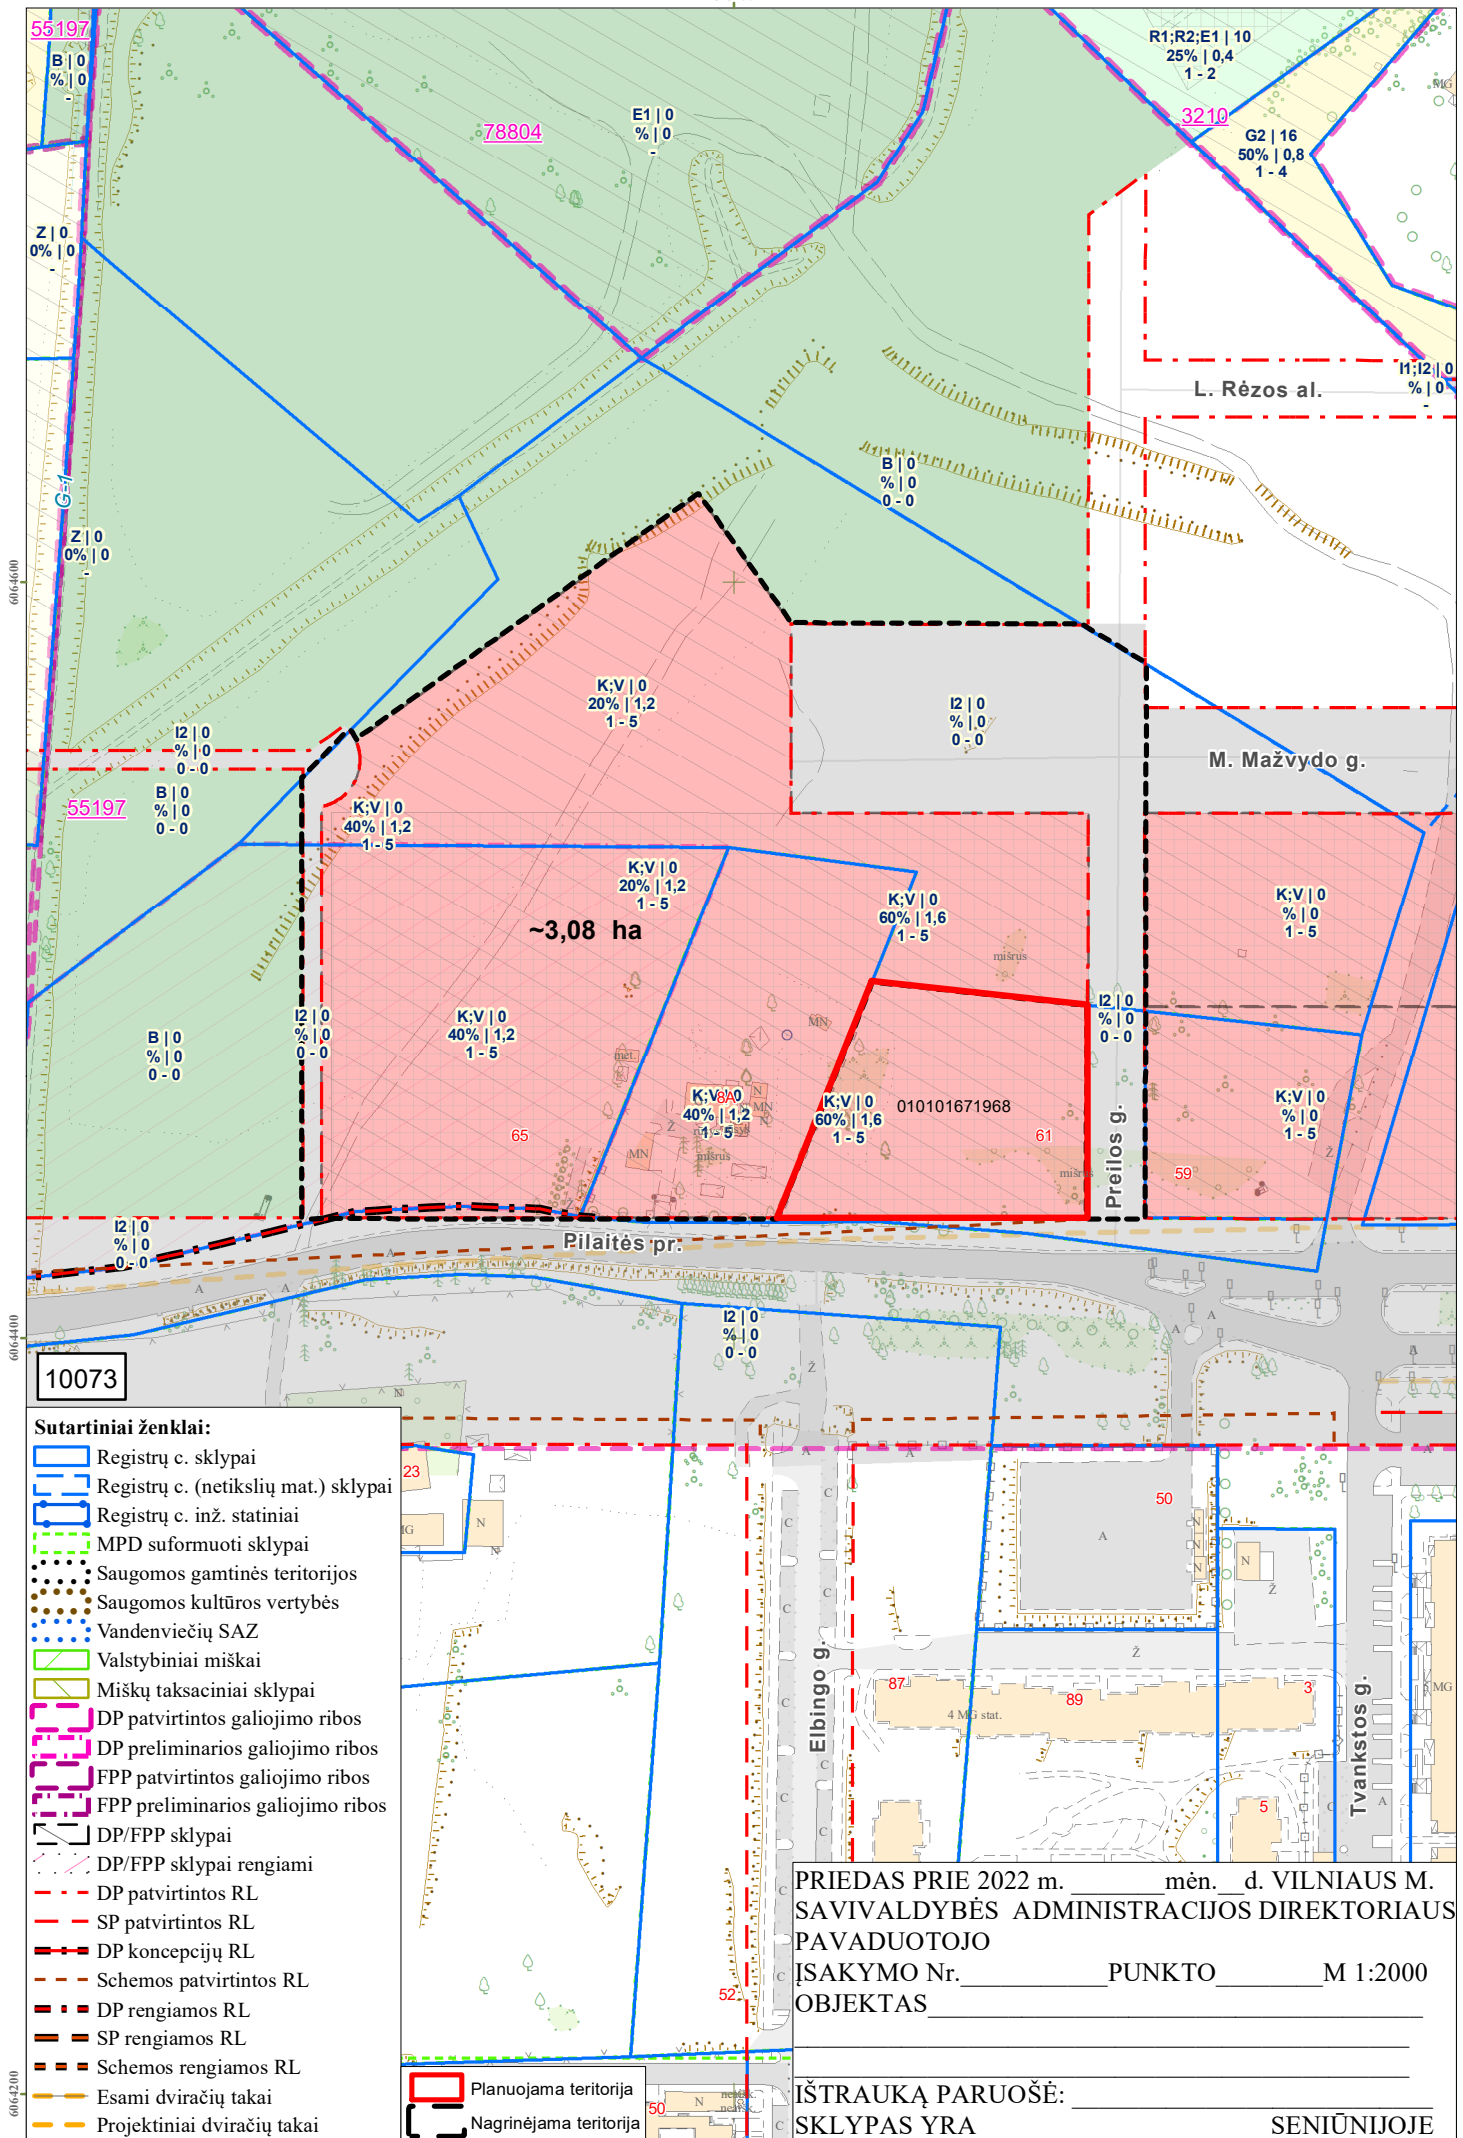 55197
B | 0
% | 0
-
78804
E1 | 0
% | 0
-
R1;R2;E1 | 10
25% | 0,4
1 - 2
3210
MG
G2 | 16
50% | 0,8
1 - 4
Z | 0
0% | 0
-
L. Rėzos al.
I1;I2 | 0
% | 0
-
G-1
B | 0
% | 0
0 - 0
Z | 0
0% | 0
-
6064600
K;V | 0
20% | 1,2
1 - 5
I2 | 0
% | 0
0 - 0
I2 | 0
% | 0
0 - 0
M. Mažvydo g.
55197
B | 0
% | 0
0 - 0
K;V | 0
40% | 1,2
1 - 5
K;V | 0
20% | 1,2
1 - 5
~3,08 ha
K;V | 0
60% | 1,6
1 - 5
K;V | 0
% | 0
1 - 5
mišrus
I2 | 0
% | 0
0 - 0
K;V | 0
40% | 1,2
1 - 5
I2 | 0
% | 0
0 - 0
B | 0
% | 0
0 - 0
MN
met.
K;V | 0
40% | 1,2
1 - 5
8A
N
MN
N
Ž
K;V | 0
60% | 1,6
1 - 5
010101671968
K;V | 0
% | 0
1 - 5
65
61
59
MN
mišrus
mišrus
Ž
Preilos g.
I2 | 0
% | 0
0 - 0
Pilaitės pr.
A
A
A
I2 | 0
% | 0
0 - 0
A
A
A
6064400
10073
N
Ž
A
A
A
Sutartiniai ženklai:
Registrų c. sklypai
Registrų c. (netikslių mat.) sklypai
Registrų c. inž. statiniai
MPD suformuoti sklypai
Saugomos gamtinės teritorijos
Saugomos kultūros vertybės
Vandenviečių SAZ
Valstybiniai miškai
Miškų taksaciniai sklypai
DP patvirtintos galiojimo ribos
DP preliminarios galiojimo ribos
FPP patvirtintos galiojimo ribos
FPP preliminarios galiojimo ribos
DP/FPP sklypai
DP/FPP sklypai rengiami
DP patvirtintos RL
SP patvirtintos RL
DP koncepcijų RL
Schemos patvirtintos RL
DP rengiamos RL
SP rengiamos RL
Schemos rengiamos RL
Esami dviračių takai
Projektiniai dviračių takai
6064200
23
N
N
50
A
N
N
N
N
Ž
C
C
C
C
C
C
Ž
Elbingo g.
87
89
3
4 MG stat.
MG
Tvankstos g.
5
C
A
C
C
C
C
C
C
52
50
N
C
Planuojama teritorija
Nagrinėjama teritorija
PRIEDAS PRIE 2022 m. _______mėn.__d. VILNIAUS M.
SAVIVALDYBĖS ADMINISTRACIJOS DIREKTORIAUS
PAVADUOTOJO
ĮSAKYMO Nr.___________PUNKTO________M 1:2000
OBJEKTAS_____________________________________
IŠTRAUKĄ PARUOŠĖ: ___________________________
SKLYPAS YRA SENIŪNIJOJE